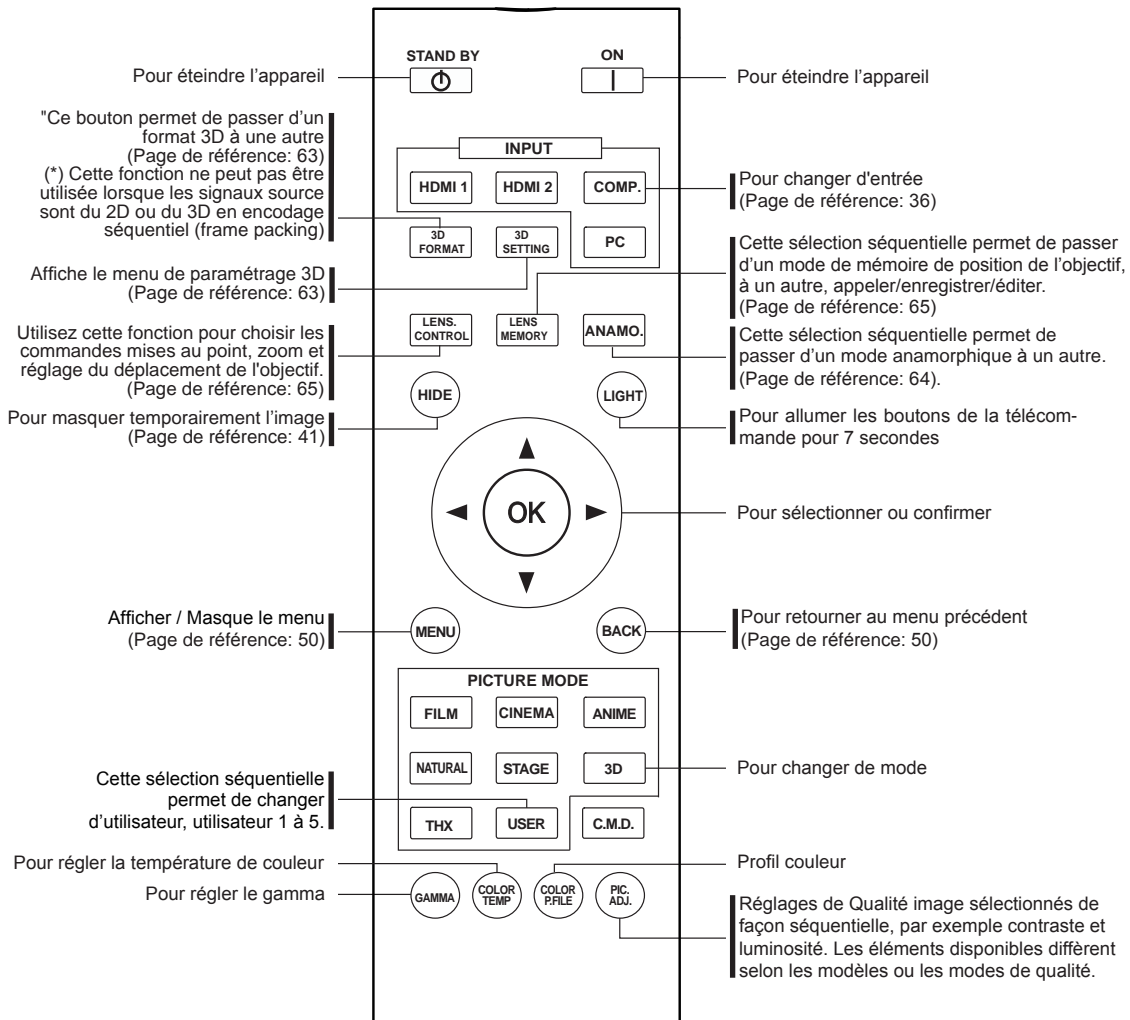 STAND BY
ON
Pour éteindre l’appareil
Pour éteindre l’appareil
"Ce bouton permet de passer d’un
format 3D à une autre
(Page de référence: 63)
(*) Cette fonction ne peut pas être
utilisée lorsque les signaux source
sont du 2D ou du 3D en encodage
séquentiel (frame packing)
INPUT
HDMI 1
HDMI 2
COMP.
Pour changer d'entrée
(Page de référence: 36)
3D
FORMAT
3D
SETTING
PC
Affiche le menu de paramétrage 3D
(Page de référence: 63)
Cette sélection séquentielle permet de passer
d’un mode de mémoire de position de l’objectif,
à un autre, appeler/enregistrer/éditer.
(Page de référence: 65)
LENS.
CONTROL
LENS
MEMORY
ANAMO.
Utilisez cette fonction pour choisir les
commandes mises au point, zoom et
réglage du déplacement de l'objectif.
(Page de référence: 65)
Cette sélection séquentielle permet de
passer d’un mode anamorphique à un autre.
(Page de référence: 64).
HIDE
LIGHT
Pour masquer temporairement l’image
(Page de référence: 41)
Pour allumer les boutons de la télécom-
mande pour 7 secondes
OK
Pour sélectionner ou confirmer
Afficher / Masque le menu
(Page de référence: 50)
MENU
BACK
Pour retourner au menu précédent
(Page de référence: 50)
PICTURE MODE
FILM
CINEMA
ANIME
NATURAL
STAGE
3D
Pour changer de mode
Cette sélection séquentielle
permet de changer
d’utilisateur, utilisateur 1 à 5.
THX
USER
C.M.D.
Pour régler la température de couleur
Profil couleur
Pour régler le gamma
GAMMA
COLOR
TEMP
COLOR
P.FILE
PIC.
ADJ.
Réglages de Qualité image sélectionnés de
façon séquentielle, par exemple contraste et
luminosité. Les éléments disponibles diffèrent
selon les modèles ou les modes de qualité.